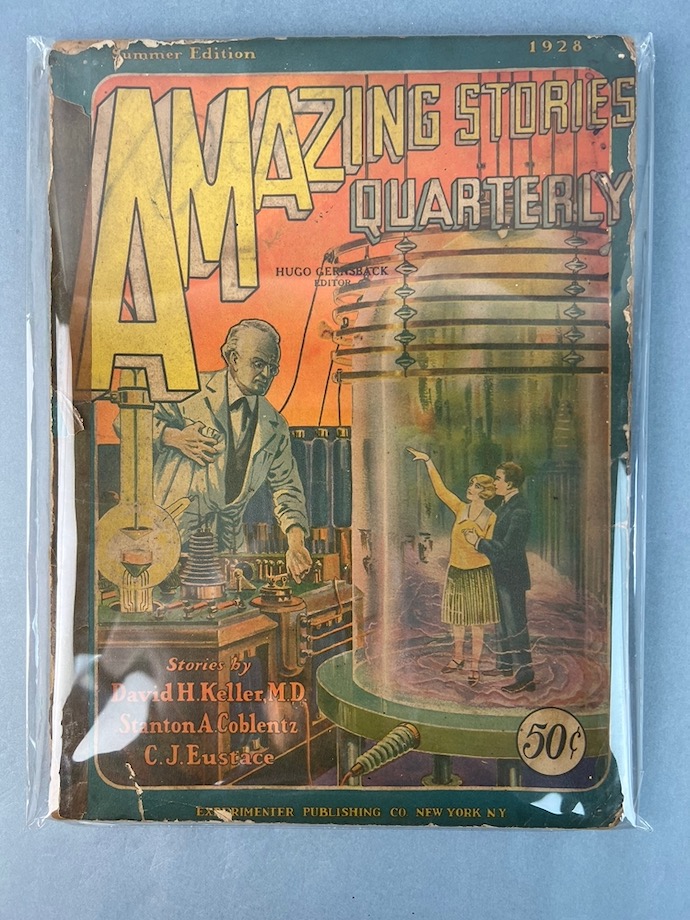 Summer Edition 1928
AMAZING STORIES
QUARTERLY
HUGO GERNSBACK
EDITOR
Stories by
David H. Keller, M.D.
Stanton A. Coblentz
C. J. Eustace
50¢
EXPERIMENTER PUBLISHING CO. NEW YORK NY